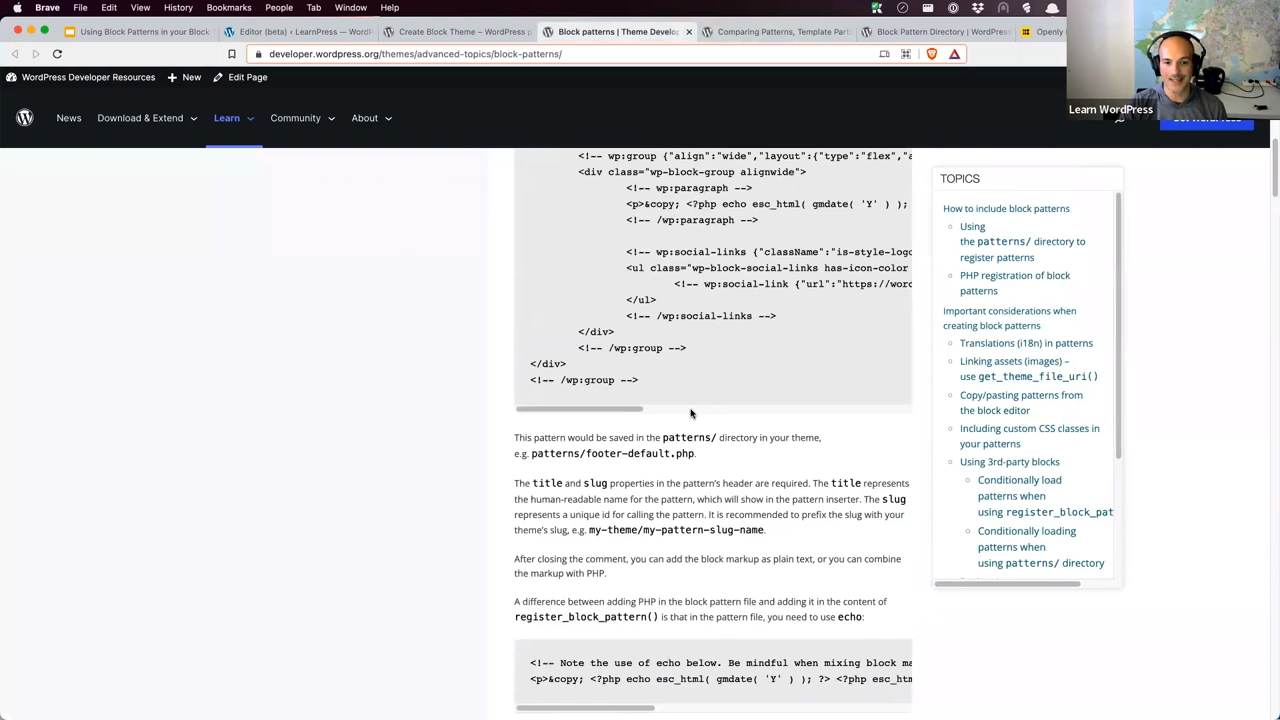 Brave File Edit View History Bookmarks People Tab Window Help
Using Block Patterns in your Block
Editor (beta) ‹ LearnPress — WordP
Create Block Theme – WordPress p
Block patterns | Theme Develop
Comparing Patterns, Template Part
Block Pattern Directory | WordPress
Openly
developer.wordpress.org/themes/advanced-topics/block-patterns/
WordPress Developer Resources New Edit Page
Learn WordPress
News Download & Extend Learn Community About
<!-- wp:group {"align":"wide","layout":{"type":"flex","a
<div class="wp-block-group alignwide">
<!-- wp:paragraph -->
<p>&copy; <?php echo esc_html( gmdate( 'Y' ) );
<!-- /wp:paragraph -->
<!-- wp:social-links {"className":"is-style-logo
<ul class="wp-block-social-links has-icon-color
<!-- wp:social-link {"url":"https://word
</ul>
<!-- /wp:social-links -->
</div>
<!-- /wp:group -->
</div>
<!-- /wp:group -->
This pattern would be saved in the patterns/ directory in your theme,
e.g. patterns/footer-default.php.
The title and slug properties in the pattern's header are required. The title represents
the human-readable name for the pattern, which will show in the pattern inserter. The slug
represents a unique id for calling the pattern. It is recommended to prefix the slug with your
theme's slug, e.g. my-theme/my-pattern-slug-name.
After closing the comment, you can add the block markup as plain text, or you can combine
the markup with PHP.
A difference between adding PHP in the block pattern file and adding it in the content of
register_block_pattern() is that in the pattern file, you need to use echo:
<!-- Note the use of echo below. Be mindful when mixing block ma
<p>&copy; <?php echo esc_html( gmdate( 'Y' ) ); ?> <?php esc_htm
TOPICS
How to include block patterns
Using
the patterns/ directory to
register patterns
PHP registration of block
patterns
Important considerations when
creating block patterns
Translations (i18n) in patterns
Linking assets (images) –
use get_theme_file_uri()
Copy/pasting patterns from
the block editor
Including custom CSS classes in
your patterns
Using 3rd-party blocks
Conditionally load
patterns when
using register_block_pat
Conditionally loading
patterns when
using patterns/ directory